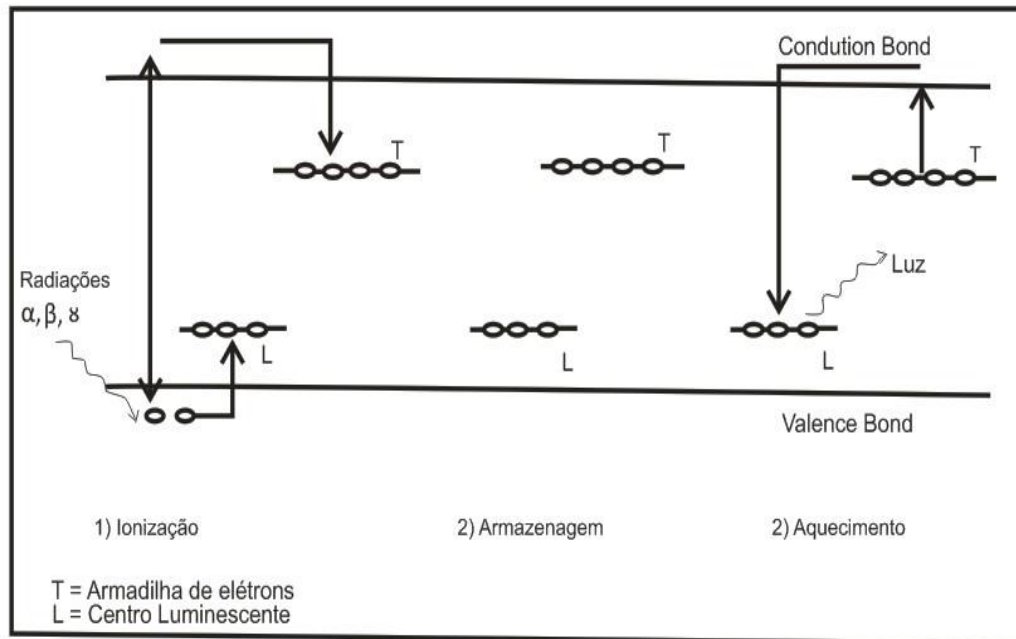 Condution Bond
T
T
T
Radiações
α, β, ɣ
Luz
L
L
L
Valence Bond
1) Ionização
2) Armazenagem
2) Aquecimento
T = Armadilha de elétrons
L = Centro Luminescente